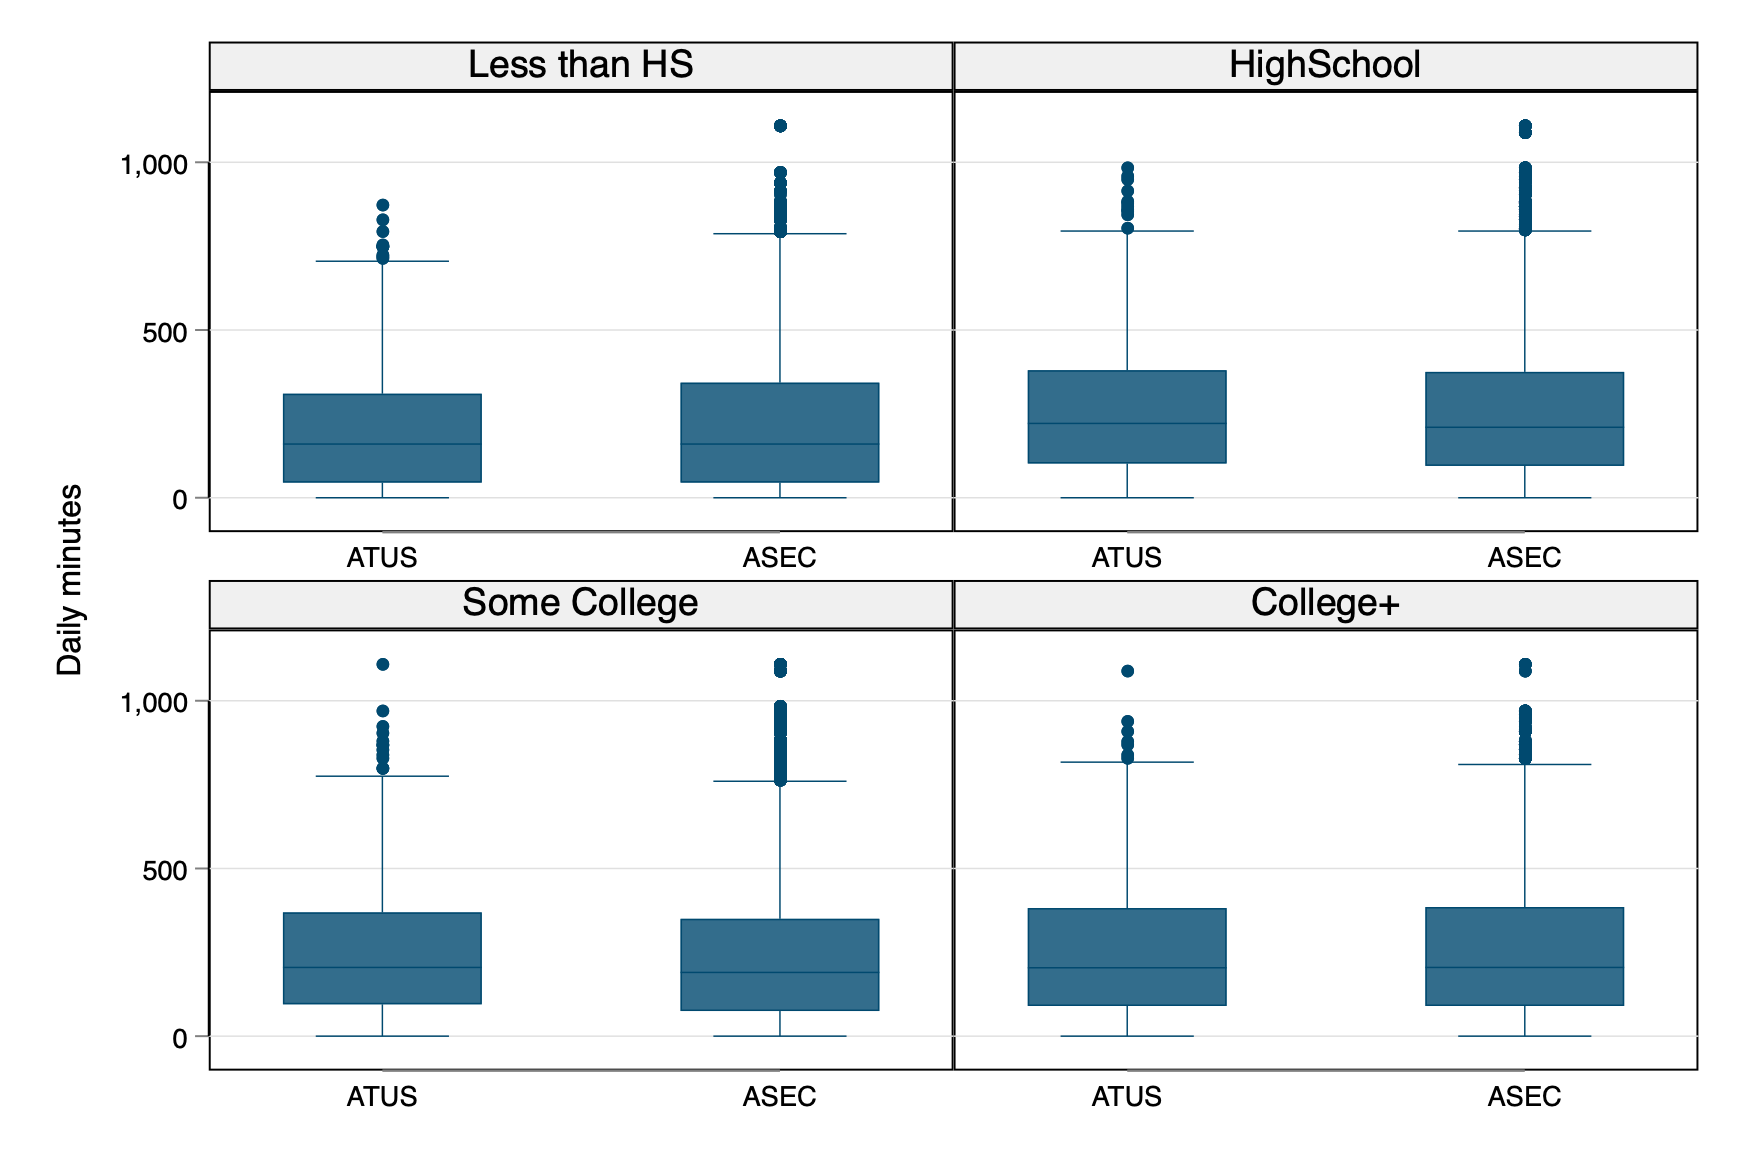 Less than HS
HighSchool
1,000
500
0
ATUS
ASEC
ATUS
ASEC
Daily minutes
Some College
College+
1,000
500
0
ATUS
ASEC
ATUS
ASEC